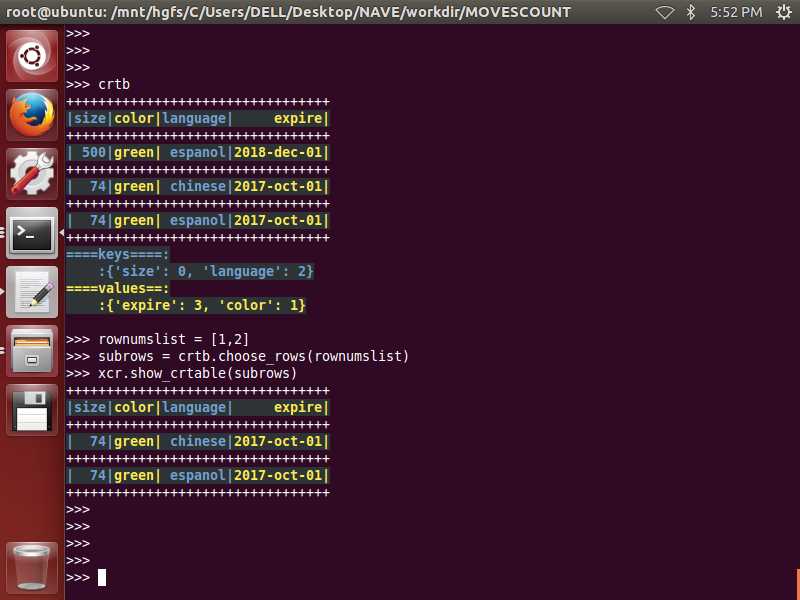 root@ubuntu: /mnt/hgfs/C/Users/DELL/Desktop/NAVE/workdir/MOVESCOUNT 5:52 PM
>>>
>>>
>>>
>>> crtb
+++++++++++++++++++++++++++++++++
|size|color|language|     expire|
+++++++++++++++++++++++++++++++++
| 500|green| espanol|2018-dec-01|
+++++++++++++++++++++++++++++++++
|  74|green| chinese|2017-oct-01|
+++++++++++++++++++++++++++++++++
|  74|green| espanol|2017-oct-01|
+++++++++++++++++++++++++++++++++
====keys====:
    :{'size': 0, 'language': 2}
====values==:
    :{'expire': 3, 'color': 1}
>>> rownumslist = [1,2]
>>> subrows = crtb.choose_rows(rownumslist)
>>> xcr.show_crtable(subrows)
+++++++++++++++++++++++++++++++++
|size|color|language|     expire|
+++++++++++++++++++++++++++++++++
|  74|green| chinese|2017-oct-01|
+++++++++++++++++++++++++++++++++
|  74|green| espanol|2017-oct-01|
+++++++++++++++++++++++++++++++++
>>>
>>>
>>>
>>>
>>>